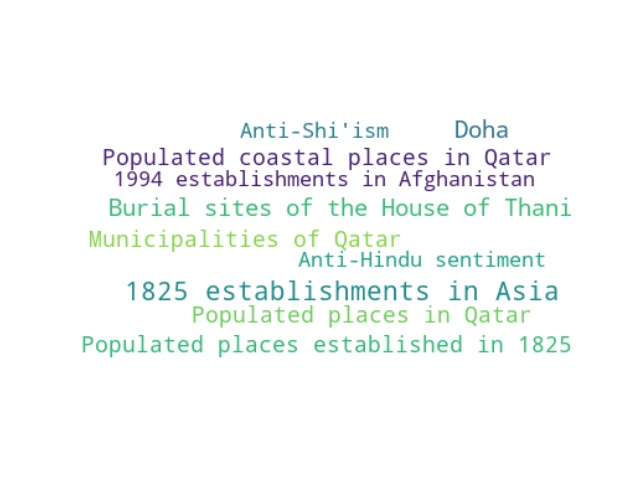 Anti-Shi'ism Doha
Populated coastal places in Qatar
1994 establishments in Afghanistan
Burial sites of the House of Thani
Municipalities of Qatar
Anti-Hindu sentiment
1825 establishments in Asia
Populated places in Qatar
Populated places established in 1825